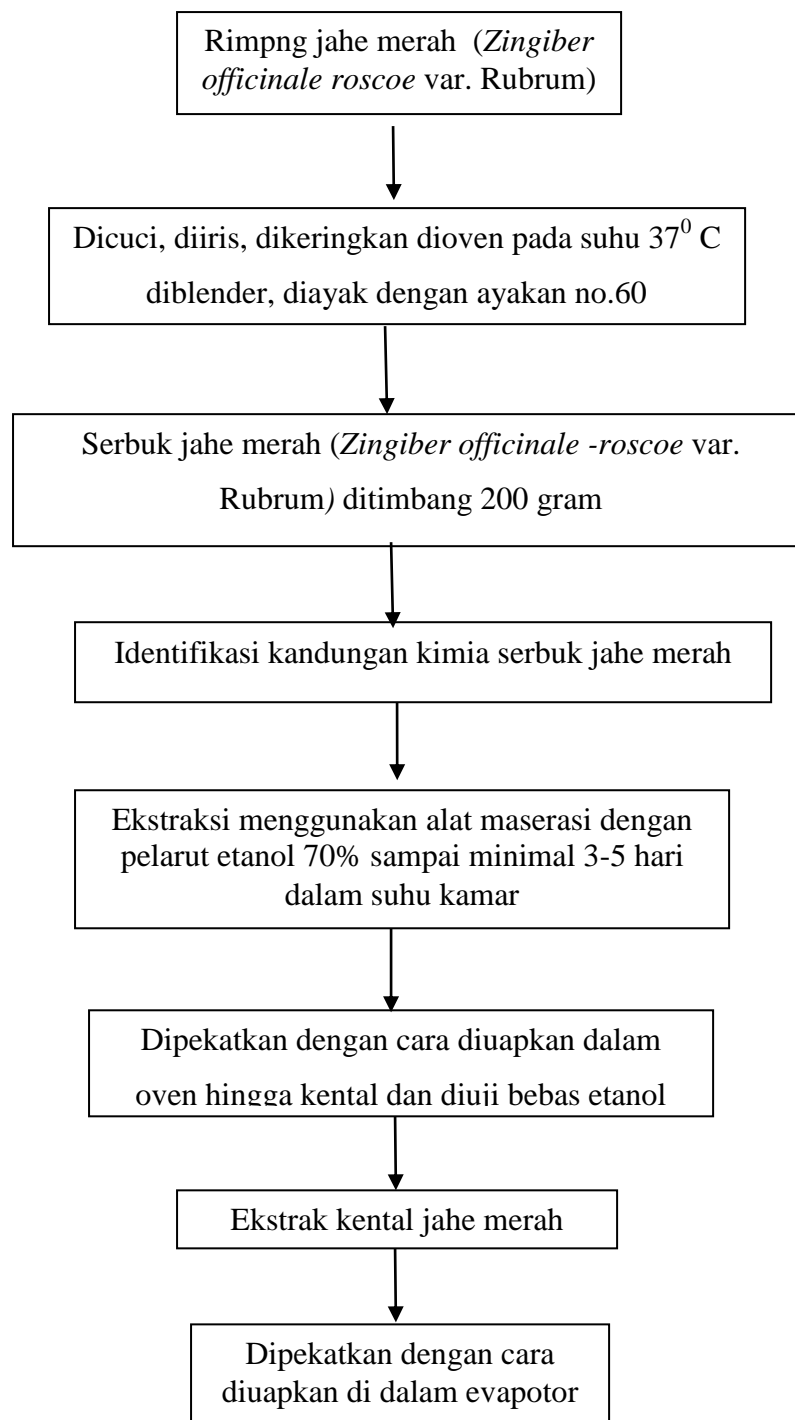 Rimpng jahe merah (Zingiber
officinale roscoe var. Rubrum)
Dicuci, diiris, dikeringkan dioven pada suhu 37⁰ C
diblender, diayak dengan ayakan no.60
Serbuk jahe merah (Zingiber officinale -roscoe var.
Rubrum) ditimbang 200 gram
Identifikasi kandungan kimia serbuk jahe merah
Ekstraksi menggunakan alat maserasi dengan
pelarut etanol 70% sampai minimal 3-5 hari
dalam suhu kamar
Dipekatkan dengan cara diuapkan dalam
oven hingga kental dan diuji bebas etanol
Ekstrak kental jahe merah
Dipekatkan dengan cara
diuapkan di dalam evapotor